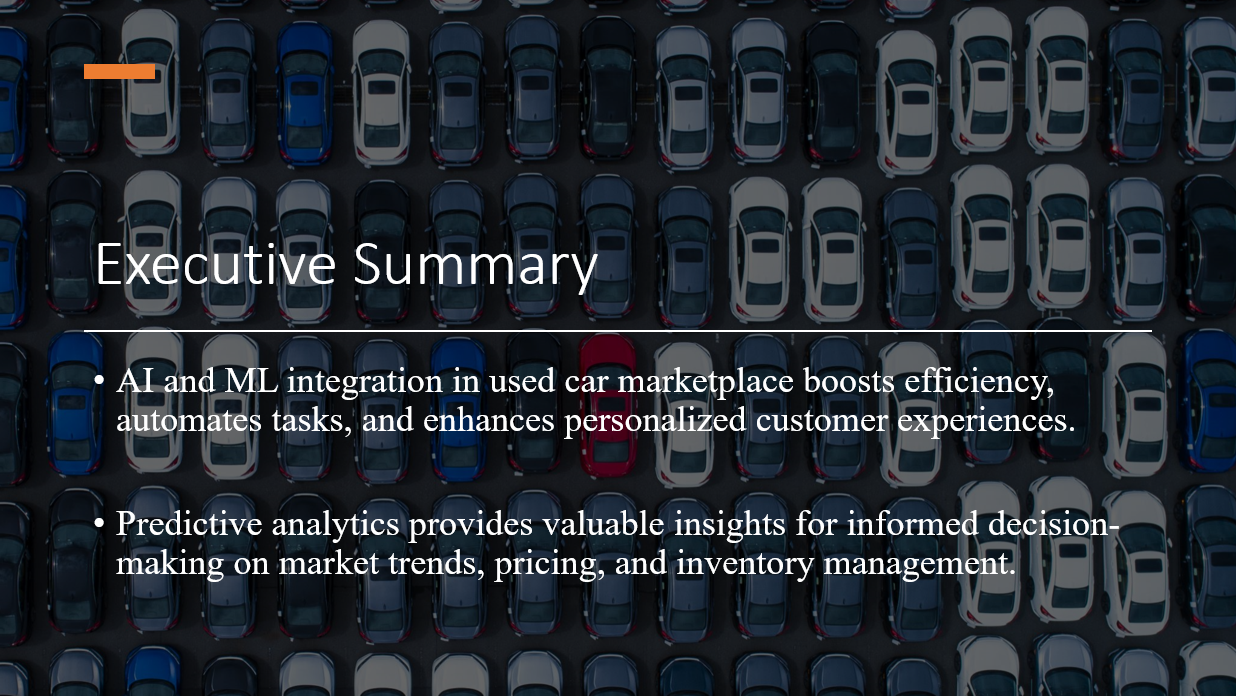 Executive Summary
• AI and ML integration in used car marketplace boosts efficiency,
automates tasks, and enhances personalized customer experiences.
• Predictive analytics provides valuable insights for informed decision-
making on market trends, pricing, and inventory management.